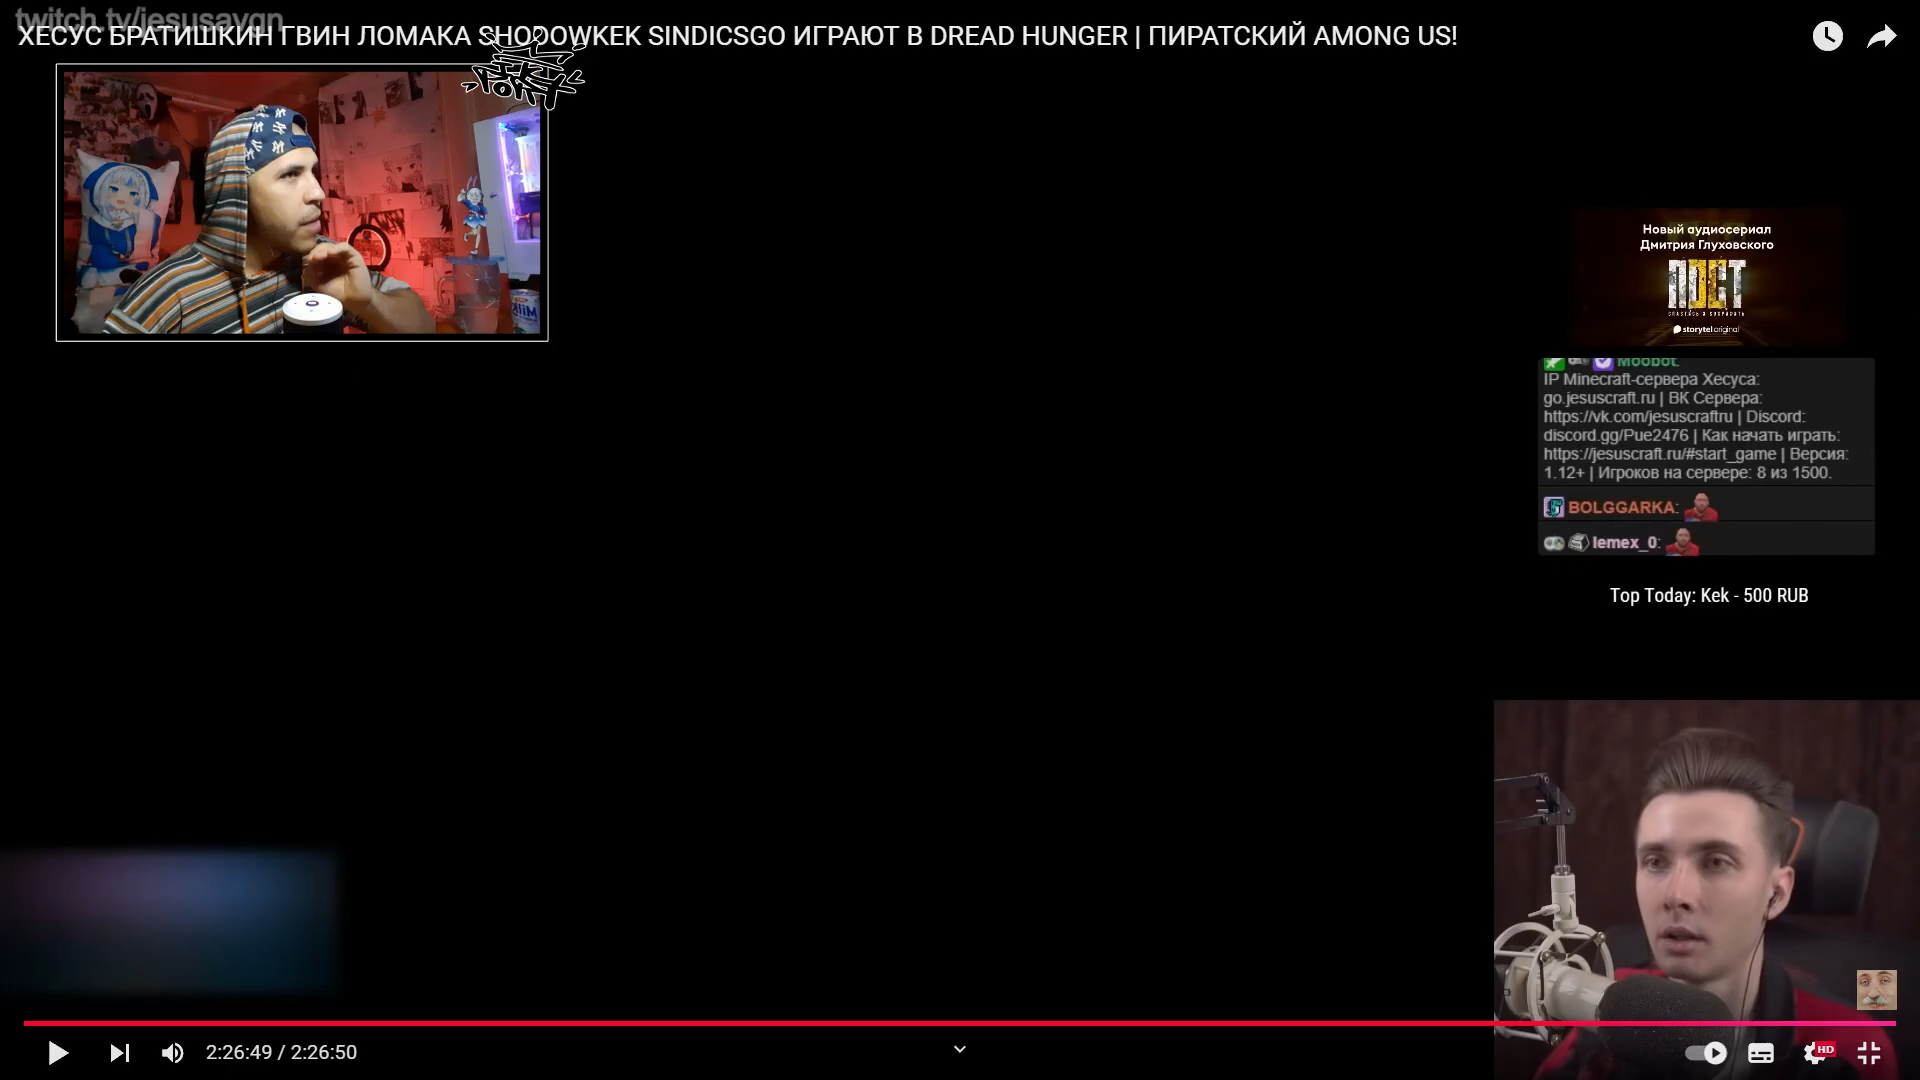 twitch.tv/jesusavgn
ХЕСУС БРАТИШКИН ГВИН ЛОМАКА SHODOWKEK SINDICSGO ИГРАЮТ В DREAD HUNGER | ПИРАТСКИЙ AMONG US!
Milk
Новый аудиосериал
Дмитрия Глуховского
ПОСТ
СПАСТИСЬ И СОХРАНИТЬ
storytel original
Moobot:
IP Minecraft-сервера Хесуса:
go.jesuscraft.ru | ВК Сервера:
https://vk.com/jesuscraftru | Discord:
discord.gg/Pue2476 | Как начать играть:
https://jesuscraft.ru/#start_game | Версия:
1.12+ | Игроков на сервере: 8 из 1500.
BOLGGARKA:
lemex_0:
Top Today: Kek - 500 RUB
2:26:49 / 2:26:50
HD